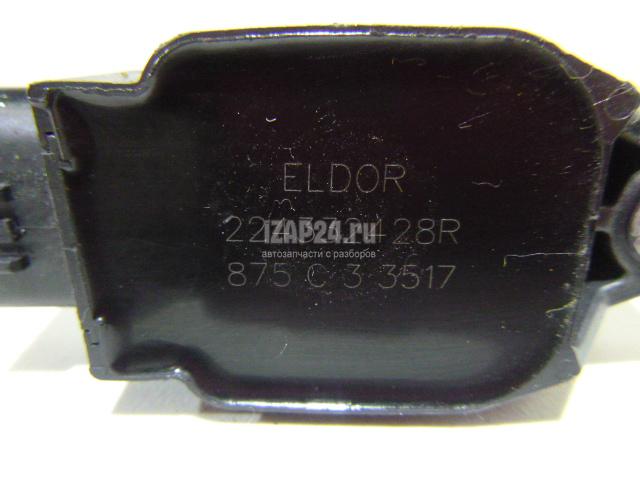 ELDOR
IZAP24.ru
автозапчасти с разборов
875 C 3 3517